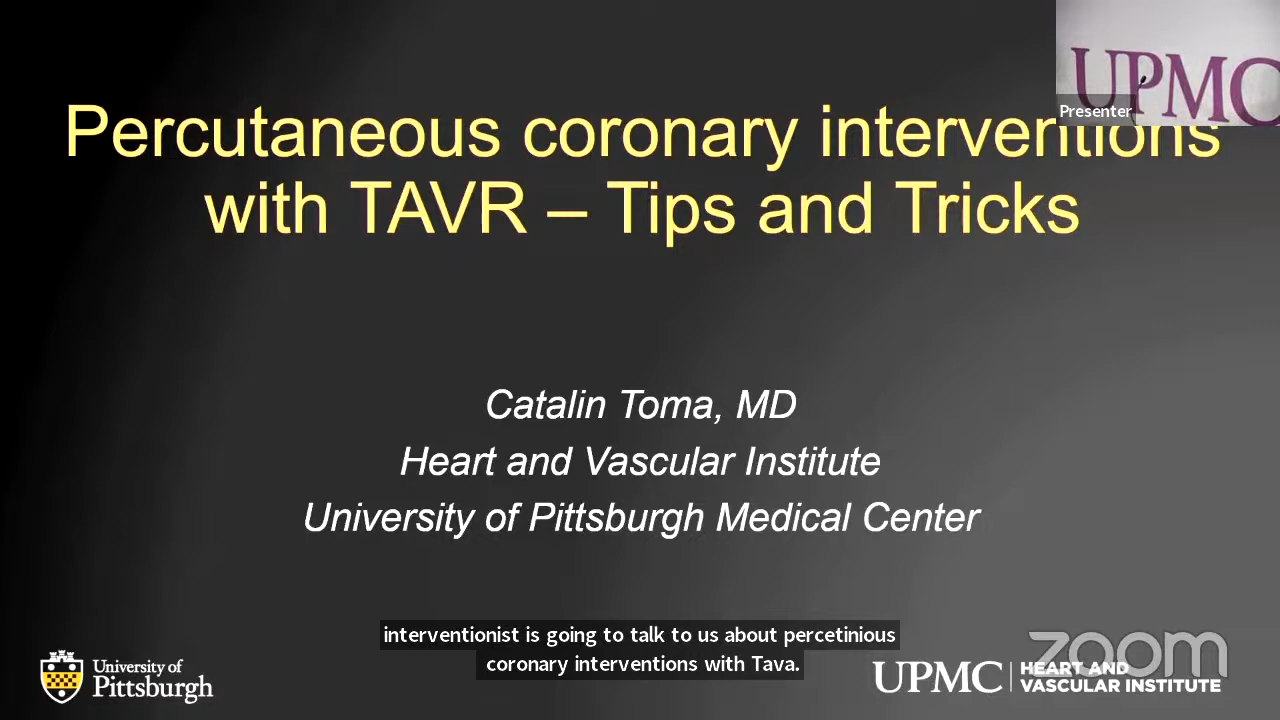 UPMC
Presenter
Percutaneous coronary interventions
with TAVR – Tips and Tricks
Catalin Toma, MD
Heart and Vascular Institute
University of Pittsburgh Medical Center
interventionist is going to talk to us about percetinious
coronary interventions with Tava.
University of
Pittsburgh
UPMC
HEART AND
VASCULAR INSTITUTE
zoom